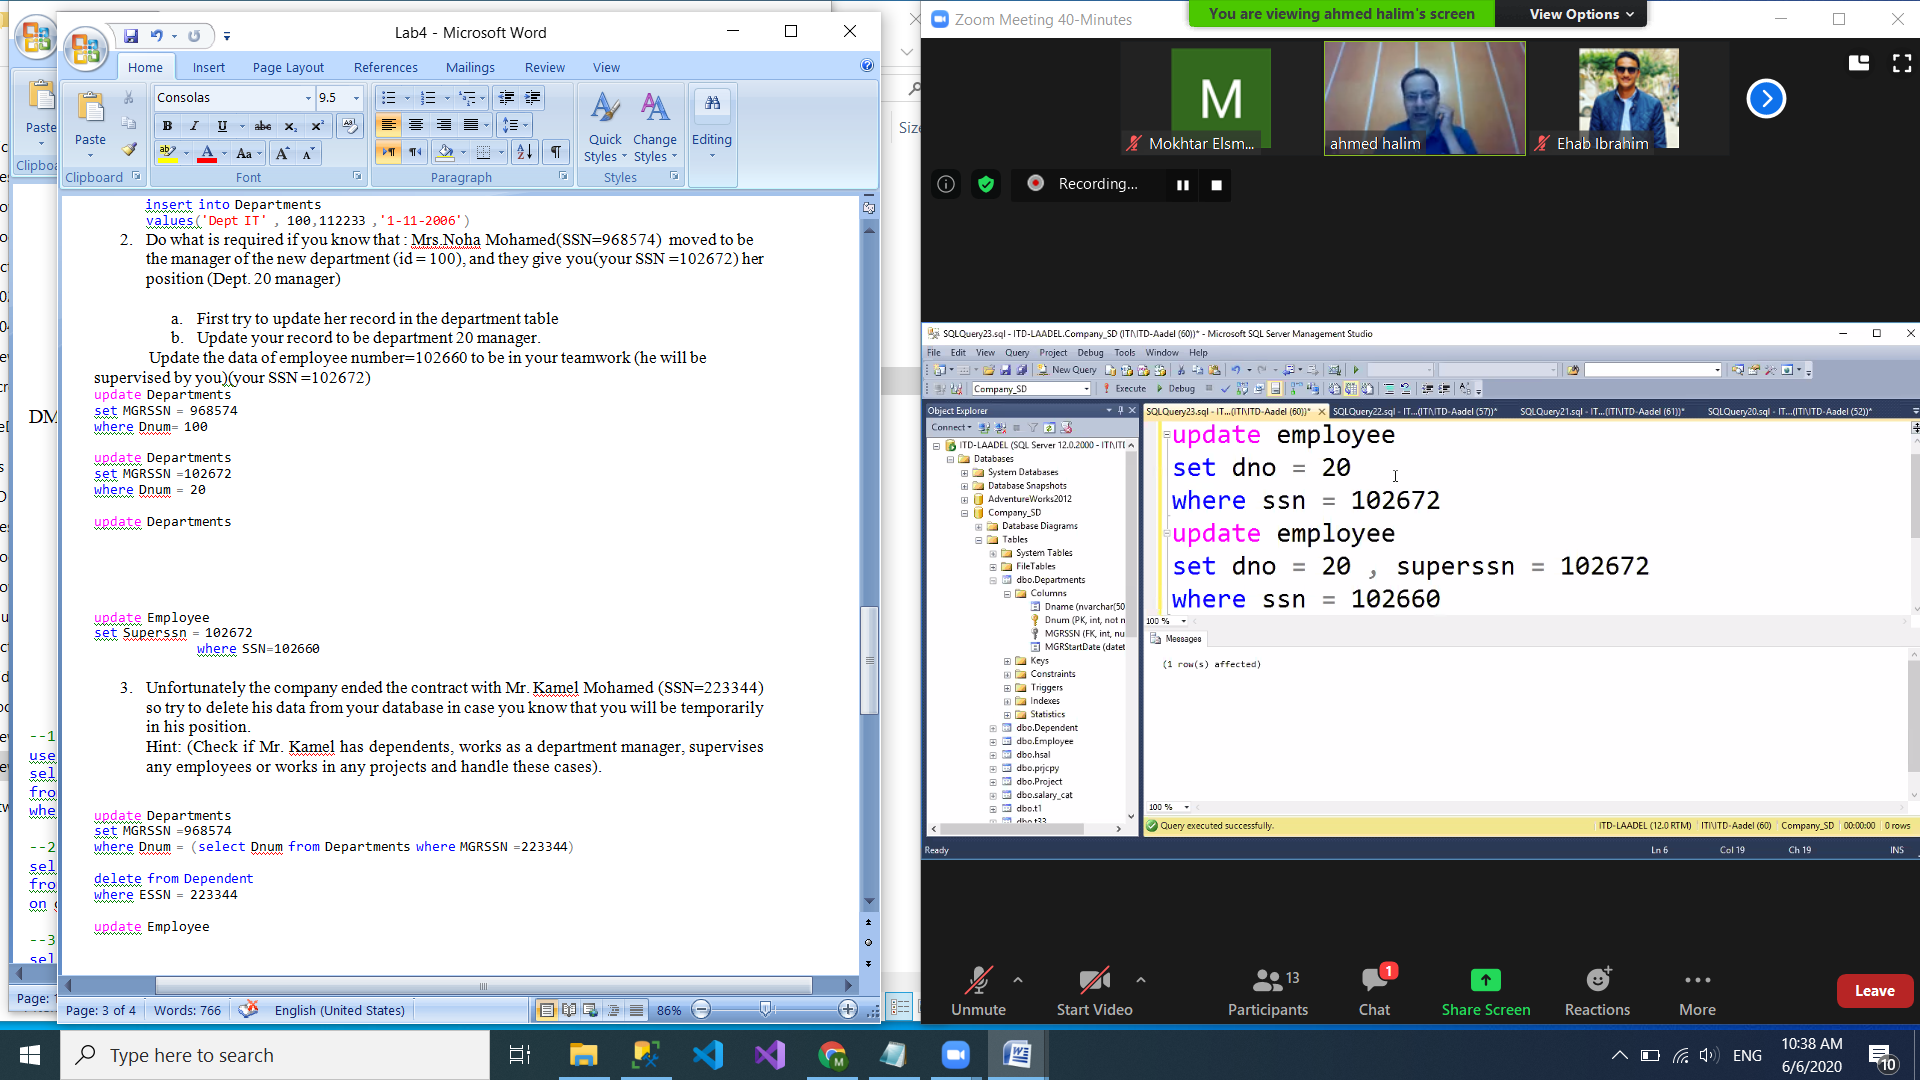 Lab4 - Microsoft Word
Home
Insert
Page Layout
References
Mailings
Review
View
Paste
Clipboard
Consolas
9.5
Font
Paragraph
Quick Styles
Change Styles
Styles
Editing
insert into Departments
values('Dept IT' , 100,112233 ,'1-11-2006')
2. Do what is required if you know that : Mrs.Noha Mohamed(SSN=968574) moved to be
the manager of the new department (id = 100), and they give you(your SSN =102672) her
position (Dept. 20 manager)
a. First try to update her record in the department table
b. Update your record to be department 20 manager.
Update the data of employee number=102660 to be in your teamwork (he will be
supervised by you)(your SSN =102672)
update Departments
set MGRSSN = 968574
where Dnum= 100
update Departments
set MGRSSN =102672
where Dnum = 20
update Departments
update Employee
set Superssn = 102672
where SSN=102660
3. Unfortunately the company ended the contract with Mr. Kamel Mohamed (SSN=223344)
so try to delete his data from your database in case you know that you will be temporarily
in his position.
Hint: (Check if Mr. Kamel has dependents, works as a department manager, supervises
any employees or works in any projects and handle these cases).
update Departments
set MGRSSN =968574
where Dnum = (select Dnum from Departments where MGRSSN =223344)
delete from Dependent
where ESSN = 223344
update Employee
Page: 3 of 4
Words: 766
English (United States)
86%
Zoom Meeting 40-Minutes
You are viewing ahmed halim's screen
View Options
M
Mokhtar Elsm...
ahmed halim
Ehab Ibrahim
Recording...
SQLQuery23.sql - ITD-LAADEL.Company_SD (ITI\ITD-Aadel (60))* - Microsoft SQL Server Management Studio
File Edit View Query Project Debug Tools Window Help
New Query
Company_SD
Execute
Debug
Object Explorer
Connect
SQLQuery23.sql - IT...(ITI\ITD-Aadel (60))*
SQLQuery22.sql - IT...(ITI\ITD-Aadel (57))*
SQLQuery21.sql - IT...(ITI\ITD-Aadel (61))*
SQLQuery20.sql - IT...(ITI\ITD-Aadel (52))*
ITD-LAADEL (SQL Server 12.0.2000 - ITI\ITI
Databases
System Databases
Database Snapshots
AdventureWorks2012
Company_SD
Database Diagrams
Tables
System Tables
FileTables
dbo.Departments
Columns
Dname (nvarchar(50
Dnum (PK, int, not n
MGRSSN (FK, int, nu
MGRStartDate (datet
Keys
Constraints
Triggers
Indexes
Statistics
dbo.Dependent
dbo.Employee
dbo.hsal
dbo.prjcpy
dbo.Project
dbo.salary_cat
dbo.t1
dbo.t33
update employee
set dno = 20
where ssn = 102672
update employee
set dno = 20 , superssn = 102672
where ssn = 102660
100 %
Messages
(1 row(s) affected)
100 %
Query executed successfully.
ITD-LAADEL (12.0 RTM)
ITI\ITD-Aadel (60)
Company_SD
00:00:00
0 rows
Ready
Ln 6
Col 19
Ch 19
INS
Unmute
Start Video
13
Participants
1
Chat
Share Screen
Reactions
More
Leave
Type here to search
ENG
10:38 AM
6/6/2020
10